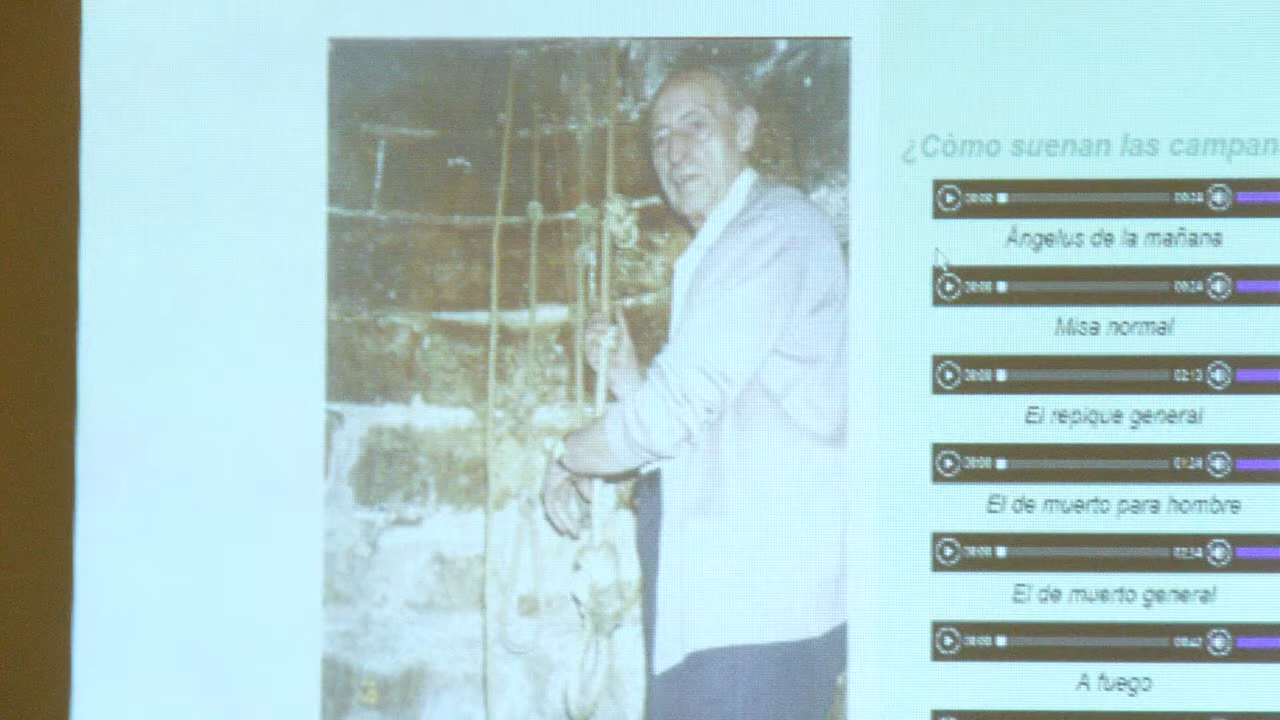 ¿Cómo suenan las campan
Ángelus de la mañana
Misa normal
El repique general
El de muerto para hombre
El de muerto general
A fuego